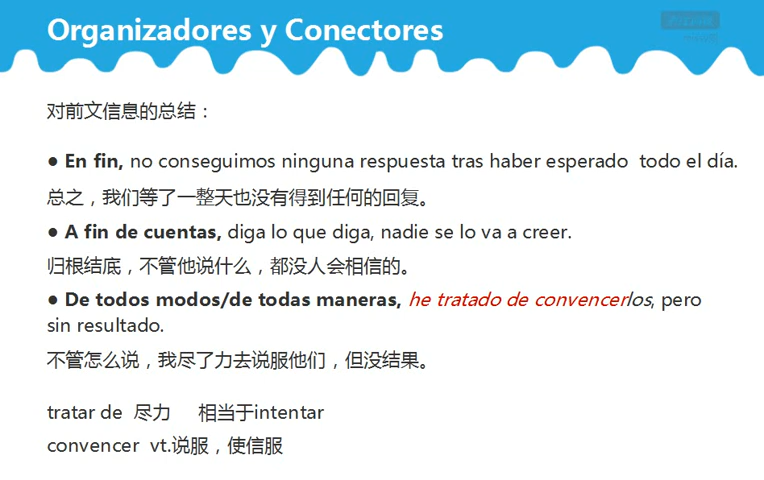 Organizadores y Conectores
对前文信息的总结：
● En fin, no conseguimos ninguna respuesta tras haber esperado todo el día.
总之，我们等了一整天也没有得到任何的回复。
● A fin de cuentas, diga lo que diga, nadie se lo va a creer.
归根结底，不管他说什么，都没人会相信的。
● De todos modos/de todas maneras, he tratado de convencerlos, pero
sin resultado.
不管怎么说，我尽了力去说服他们，但没结果。
tratar de 尽力 相当于intentar
convencer vt.说服，使信服